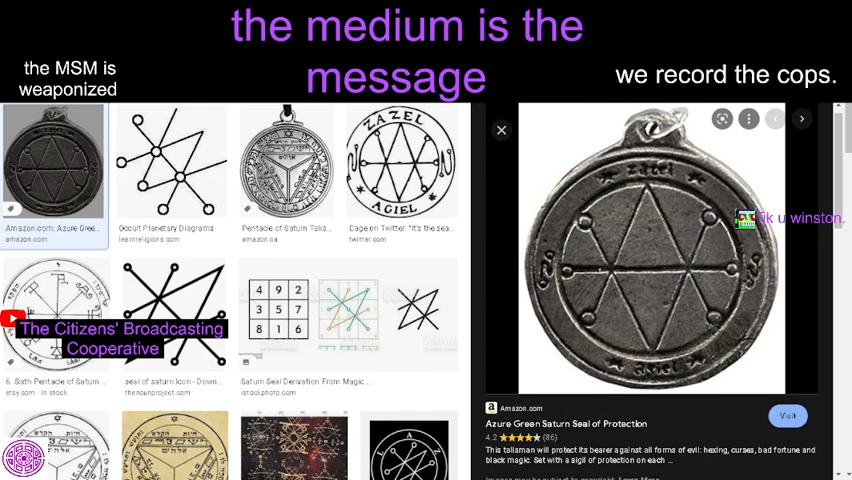 the medium is the
message
the MSM is
weaponized
we record the cops.
Amazon.com: Azure Gree...
amazon.com
Occult Planetary Diagrams
learnreligions.com
Pentacle of Saturn Talia...
amazon.ca
ZAZEL
AGIEL
Cage on Twitter: "It's the sea...
twitter.com
The Citizens' Broadcasting
Cooperative
6. Sixth Pentacle of Saturn ...
etsy.com · In stock
seal of saturn Icon - Down...
thenounproject.com
4 9 2
3 5 7
8 1 6
Saturn Seal Derivation From Magic ...
istockphoto.com
Zazel
Agiel
u winston.
a Amazon.com
Azure Green Saturn Seal of Protection
4.2 (86)
Visit
This talisman will protect its bearer against all forms of evil: hexing, curses, bad fortune and
black magic. Set with a sigil of protection on each ...